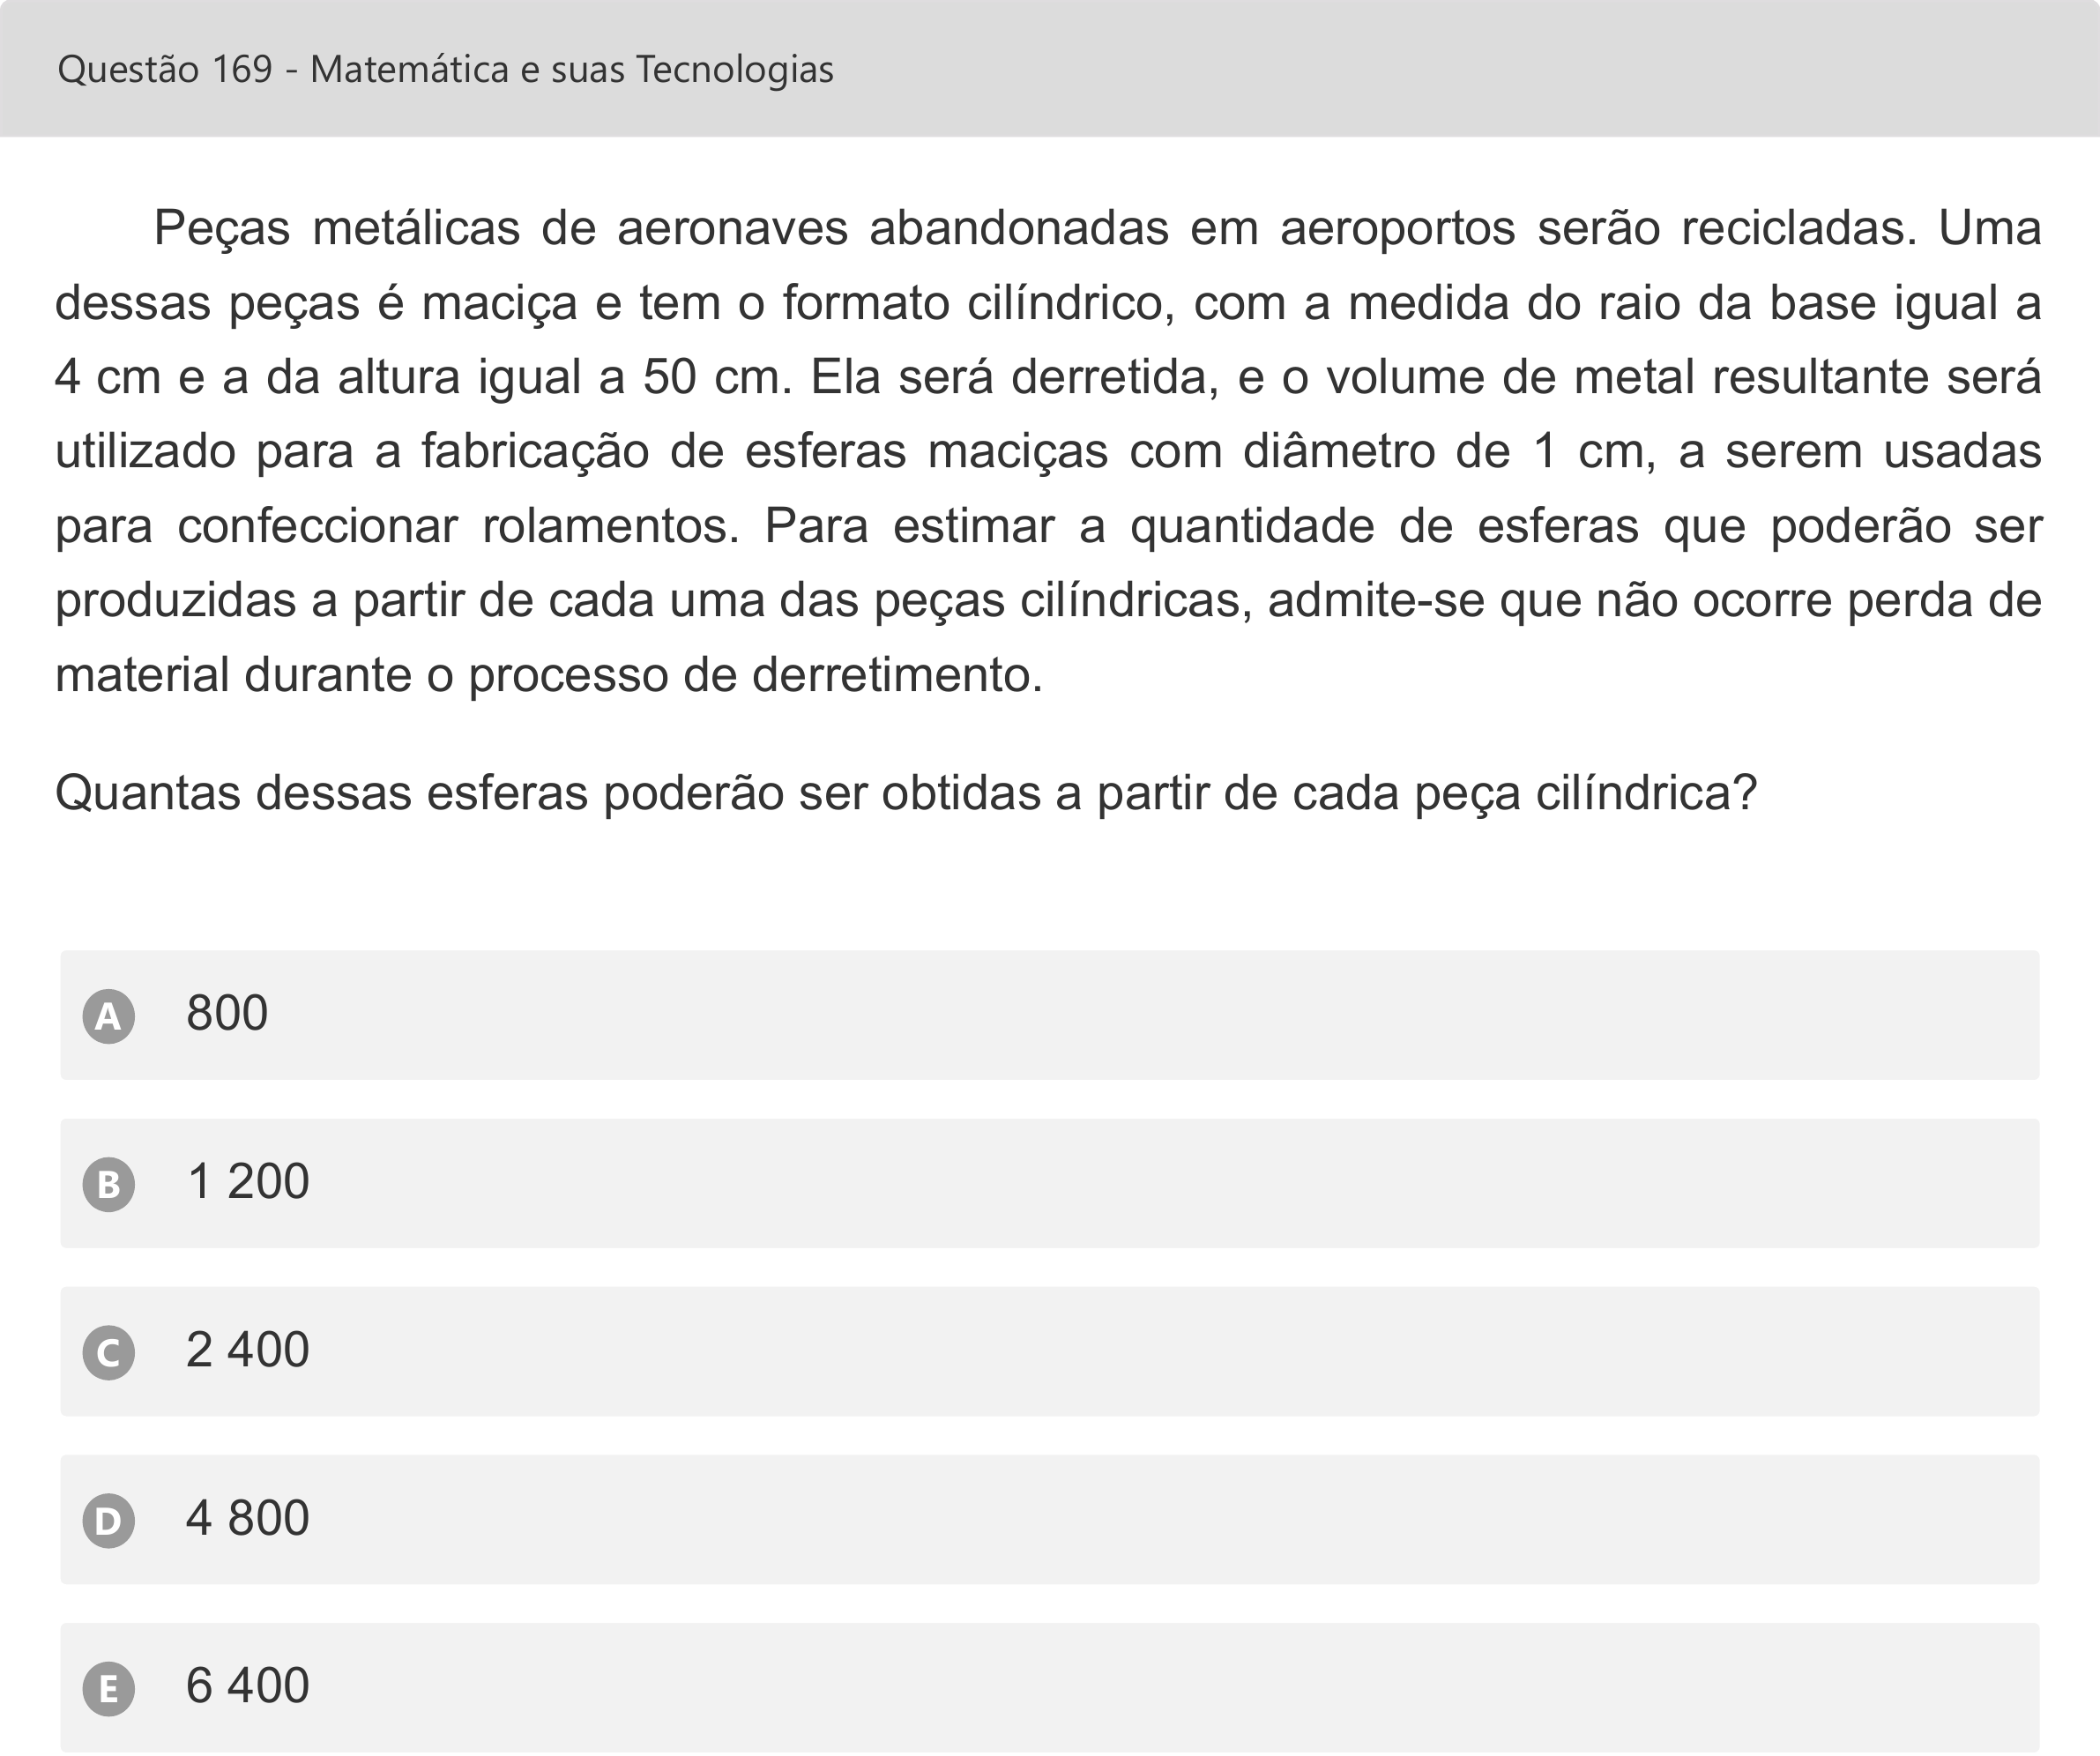 Questão 169 - Matemática e suas Tecnologias
Peças metálicas de aeronaves abandonadas em aeroportos serão recicladas. Uma
dessas peças é maciça e tem o formato cilíndrico, com a medida do raio da base igual a
4 cm e a da altura igual a 50 cm. Ela será derretida, e o volume de metal resultante será
utilizado para a fabricação de esferas maciças com diâmetro de 1 cm, a serem usadas
para confeccionar rolamentos. Para estimar a quantidade de esferas que poderão ser
produzidas a partir de cada uma das peças cilíndricas, admite-se que não ocorre perda de
material durante o processo de derretimento.
Quantas dessas esferas poderão ser obtidas a partir de cada peça cilíndrica?
A 800
B 1 200
C 2 400
D 4 800
E 6 400